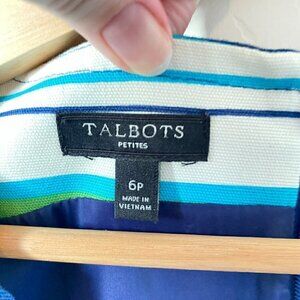 TALBOTS
PETITES
6P
MADE IN
VIETNAM